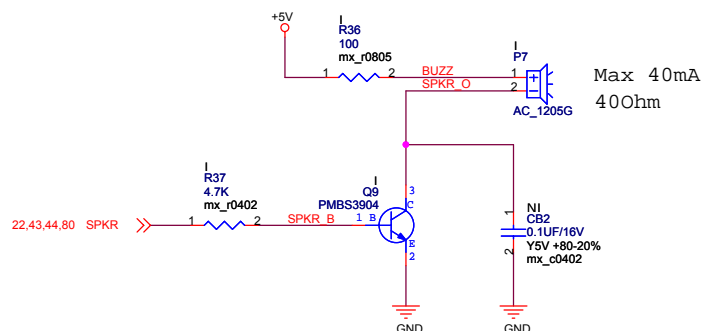 +5V
I
R36
100
mx_r0805
1
2
BUZZ
SPKR_O
I
P7
1
2
AC_1205G
Max 40mA
40Ohm
I
R37
4.7K
mx_r0402
22,43,44,80 SPKR
1
2
SPKR_B
I
Q9
PMBS3904
1 B
3
C
E
2
NI
CB2
0.1UF/16V
Y5V +80-20%
mx_c0402
1
2
GND
GND